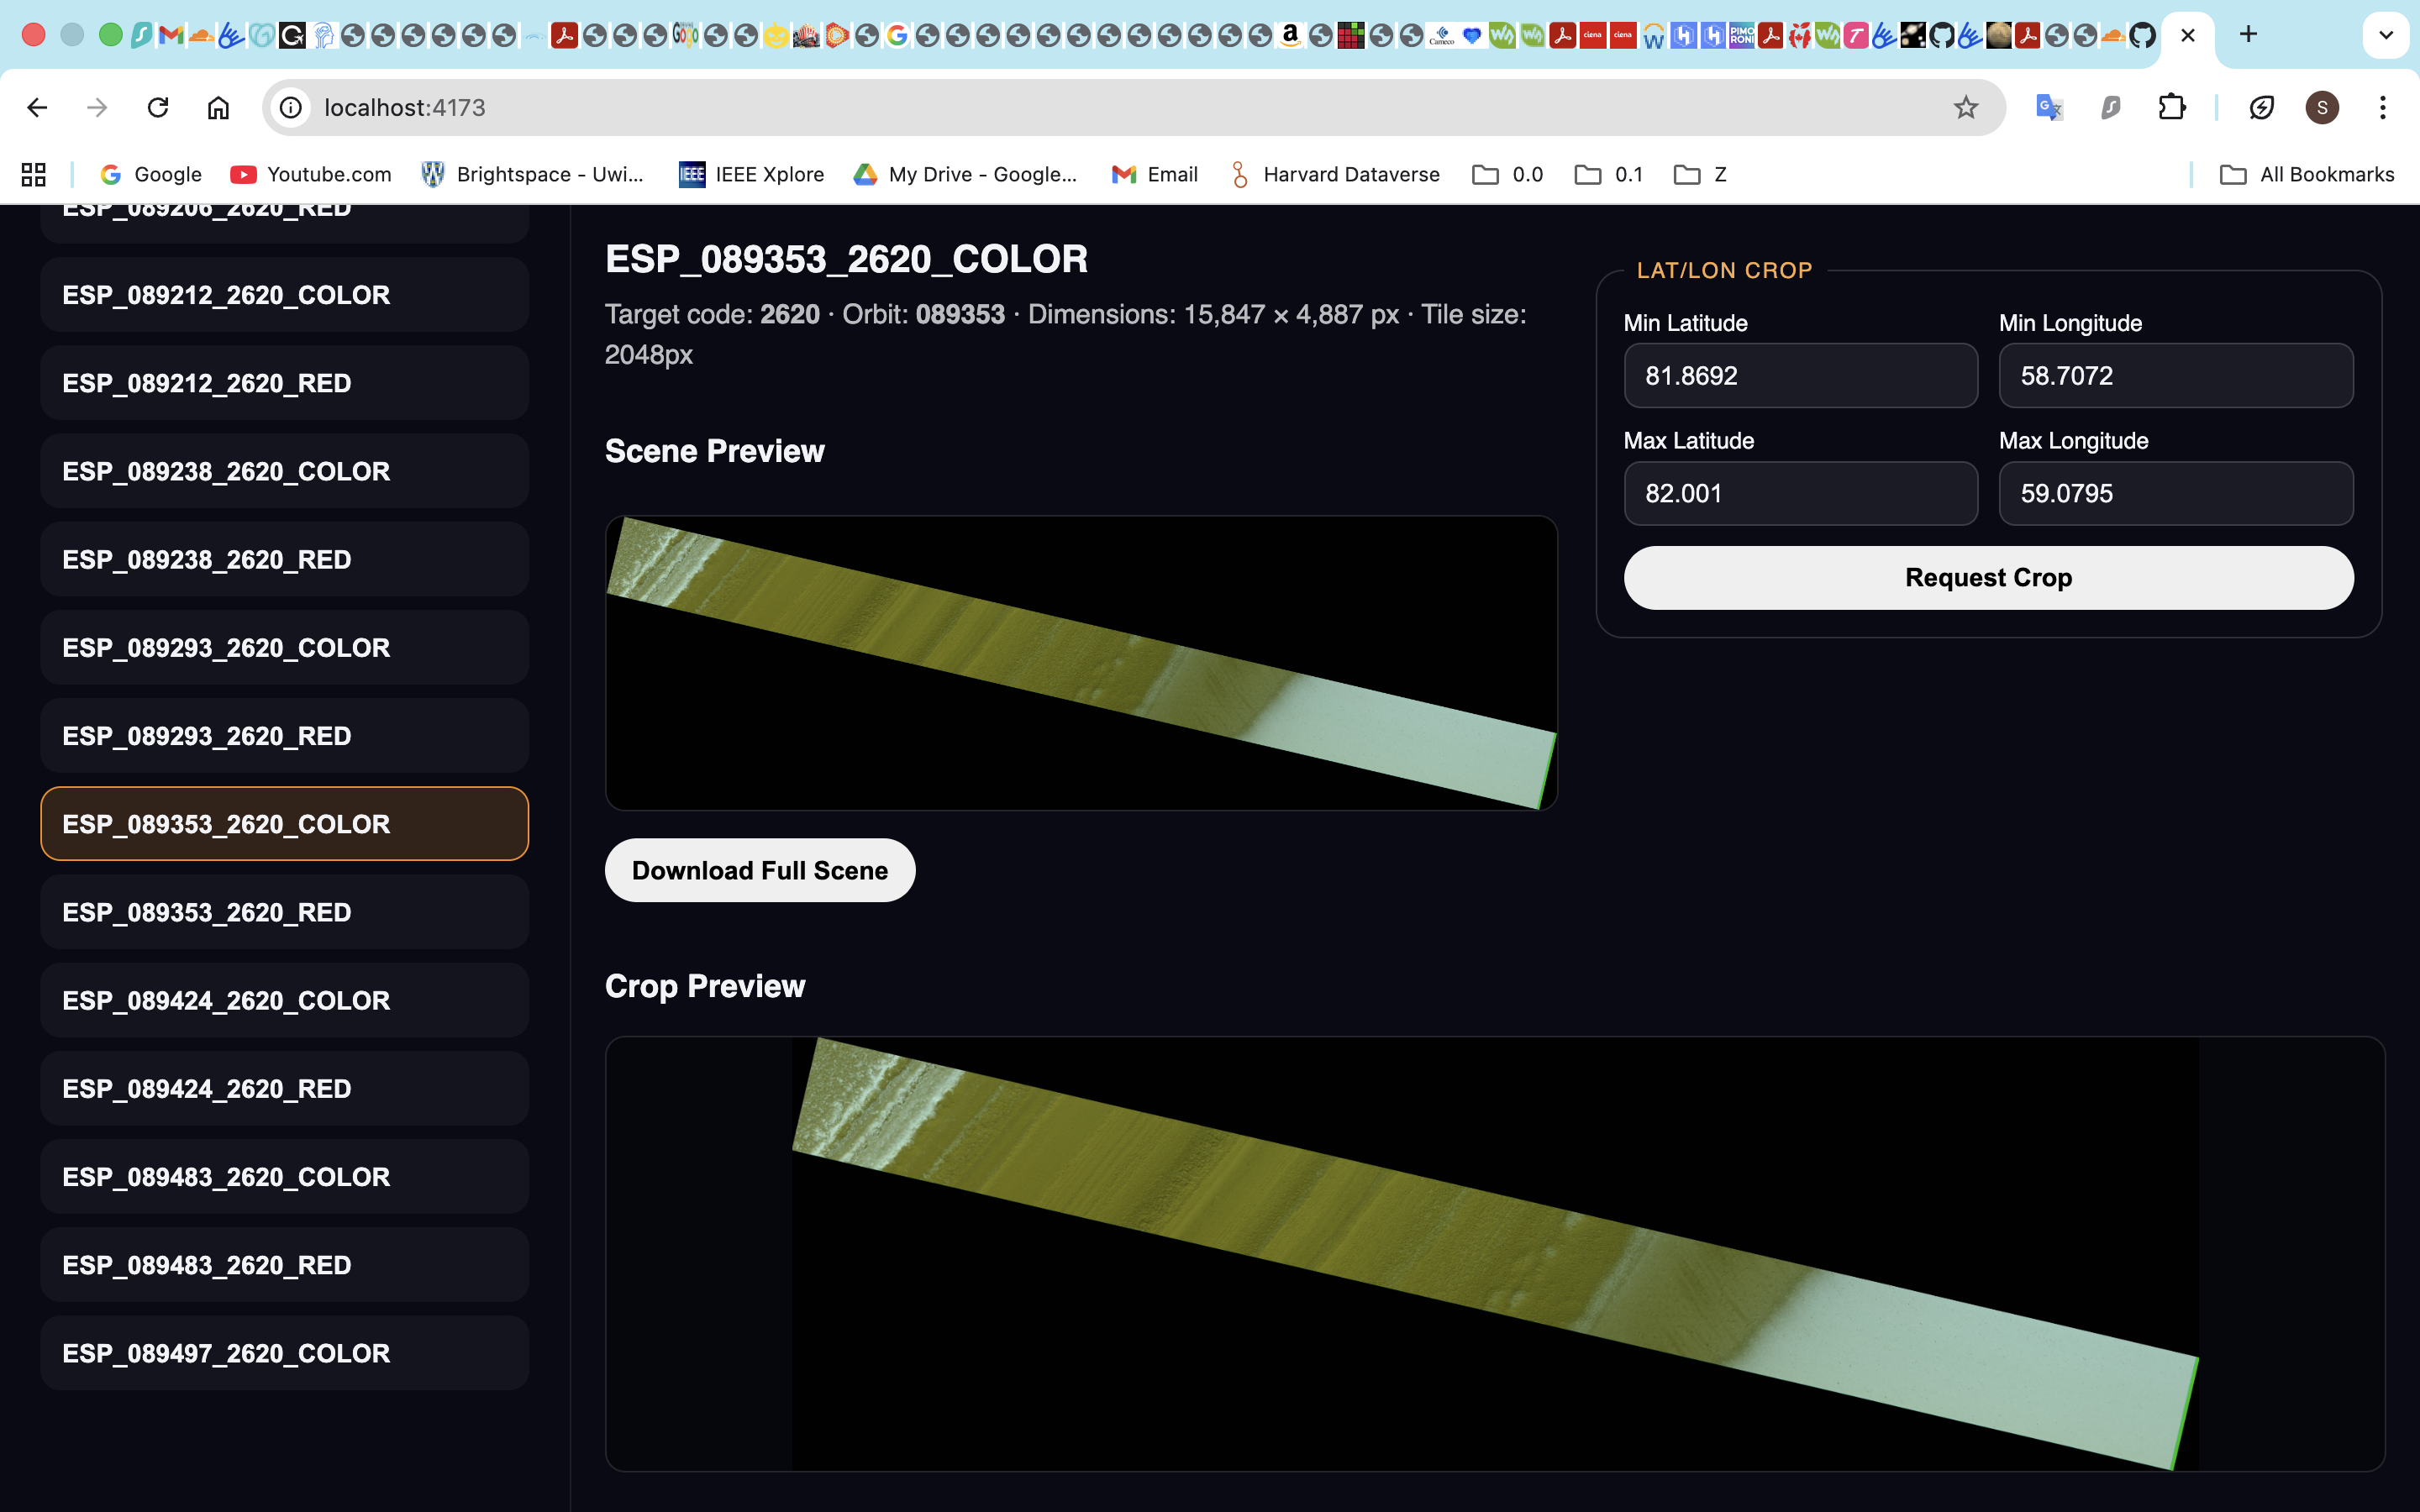 localhost:4173
Google
Youtube.com
Brightspace - Uwi...
IEEE Xplore
My Drive - Google...
Email
Harvard Dataverse
0.0
0.1
Z
All Bookmarks
ESP_089206_2620_RED
ESP_089212_2620_COLOR
ESP_089212_2620_RED
ESP_089238_2620_COLOR
ESP_089238_2620_RED
ESP_089293_2620_COLOR
ESP_089293_2620_RED
ESP_089353_2620_COLOR
ESP_089353_2620_RED
ESP_089424_2620_COLOR
ESP_089424_2620_RED
ESP_089483_2620_COLOR
ESP_089483_2620_RED
ESP_089497_2620_COLOR
ESP_089353_2620_COLOR
Target code: 2620 · Orbit: 089353 · Dimensions: 15,847 × 4,887 px · Tile size:
2048px
Scene Preview
Download Full Scene
Crop Preview
LAT/LON CROP
Min Latitude
Min Longitude
81.8692
58.7072
Max Latitude
Max Longitude
82.001
59.0795
Request Crop